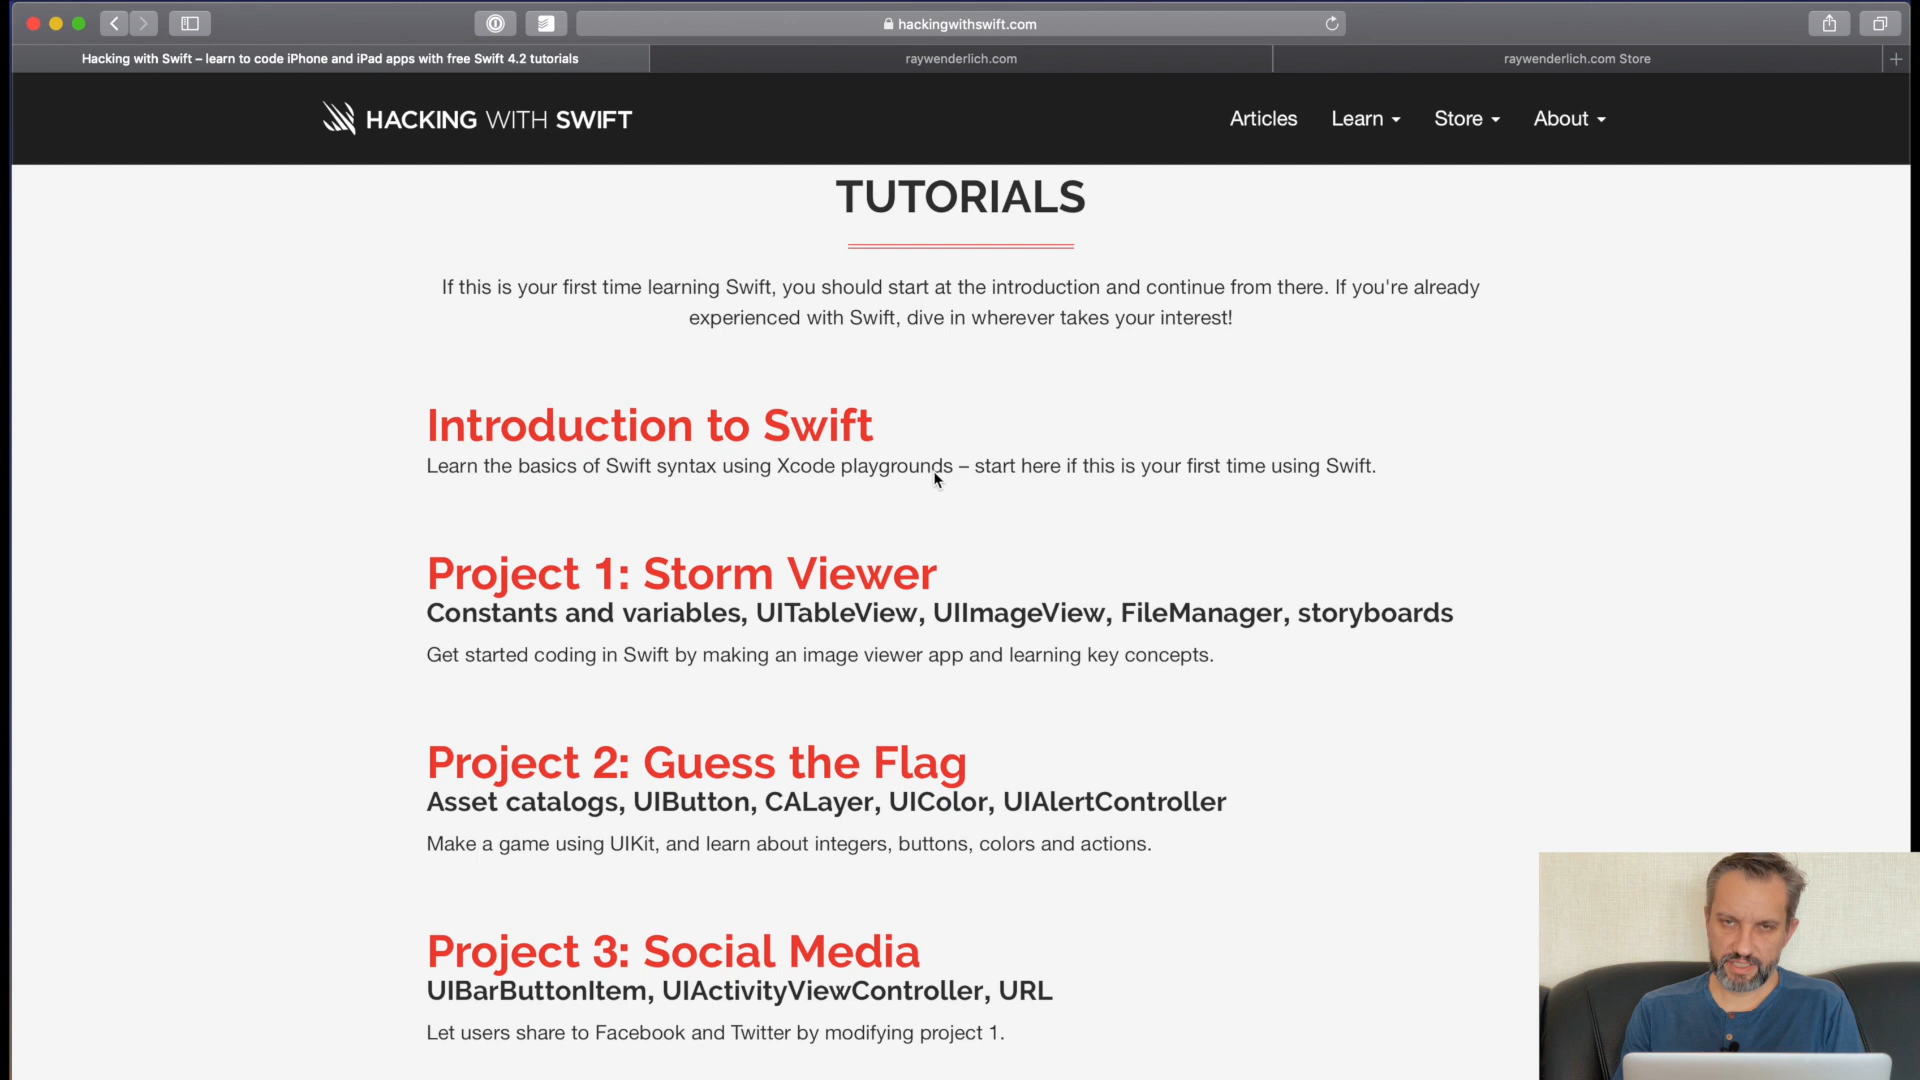 hackingwithswift.com
Hacking with Swift – learn to code iPhone and iPad apps with free Swift 4.2 tutorials
raywenderlich.com
raywenderlich.com Store
HACKING WITH SWIFT
Articles
Learn
Store
About
TUTORIALS
If this is your first time learning Swift, you should start at the introduction and continue from there. If you're already
experienced with Swift, dive in wherever takes your interest!
Introduction to Swift
Learn the basics of Swift syntax using Xcode playgrounds – start here if this is your first time using Swift.
Project 1: Storm Viewer
Constants and variables, UITableView, UIImageView, FileManager, storyboards
Get started coding in Swift by making an image viewer app and learning key concepts.
Project 2: Guess the Flag
Asset catalogs, UIButton, CALayer, UIColor, UIAlertController
Make a game using UIKit, and learn about integers, buttons, colors and actions.
Project 3: Social Media
UIBarButtonItem, UIActivityViewController, URL
Let users share to Facebook and Twitter by modifying project 1.